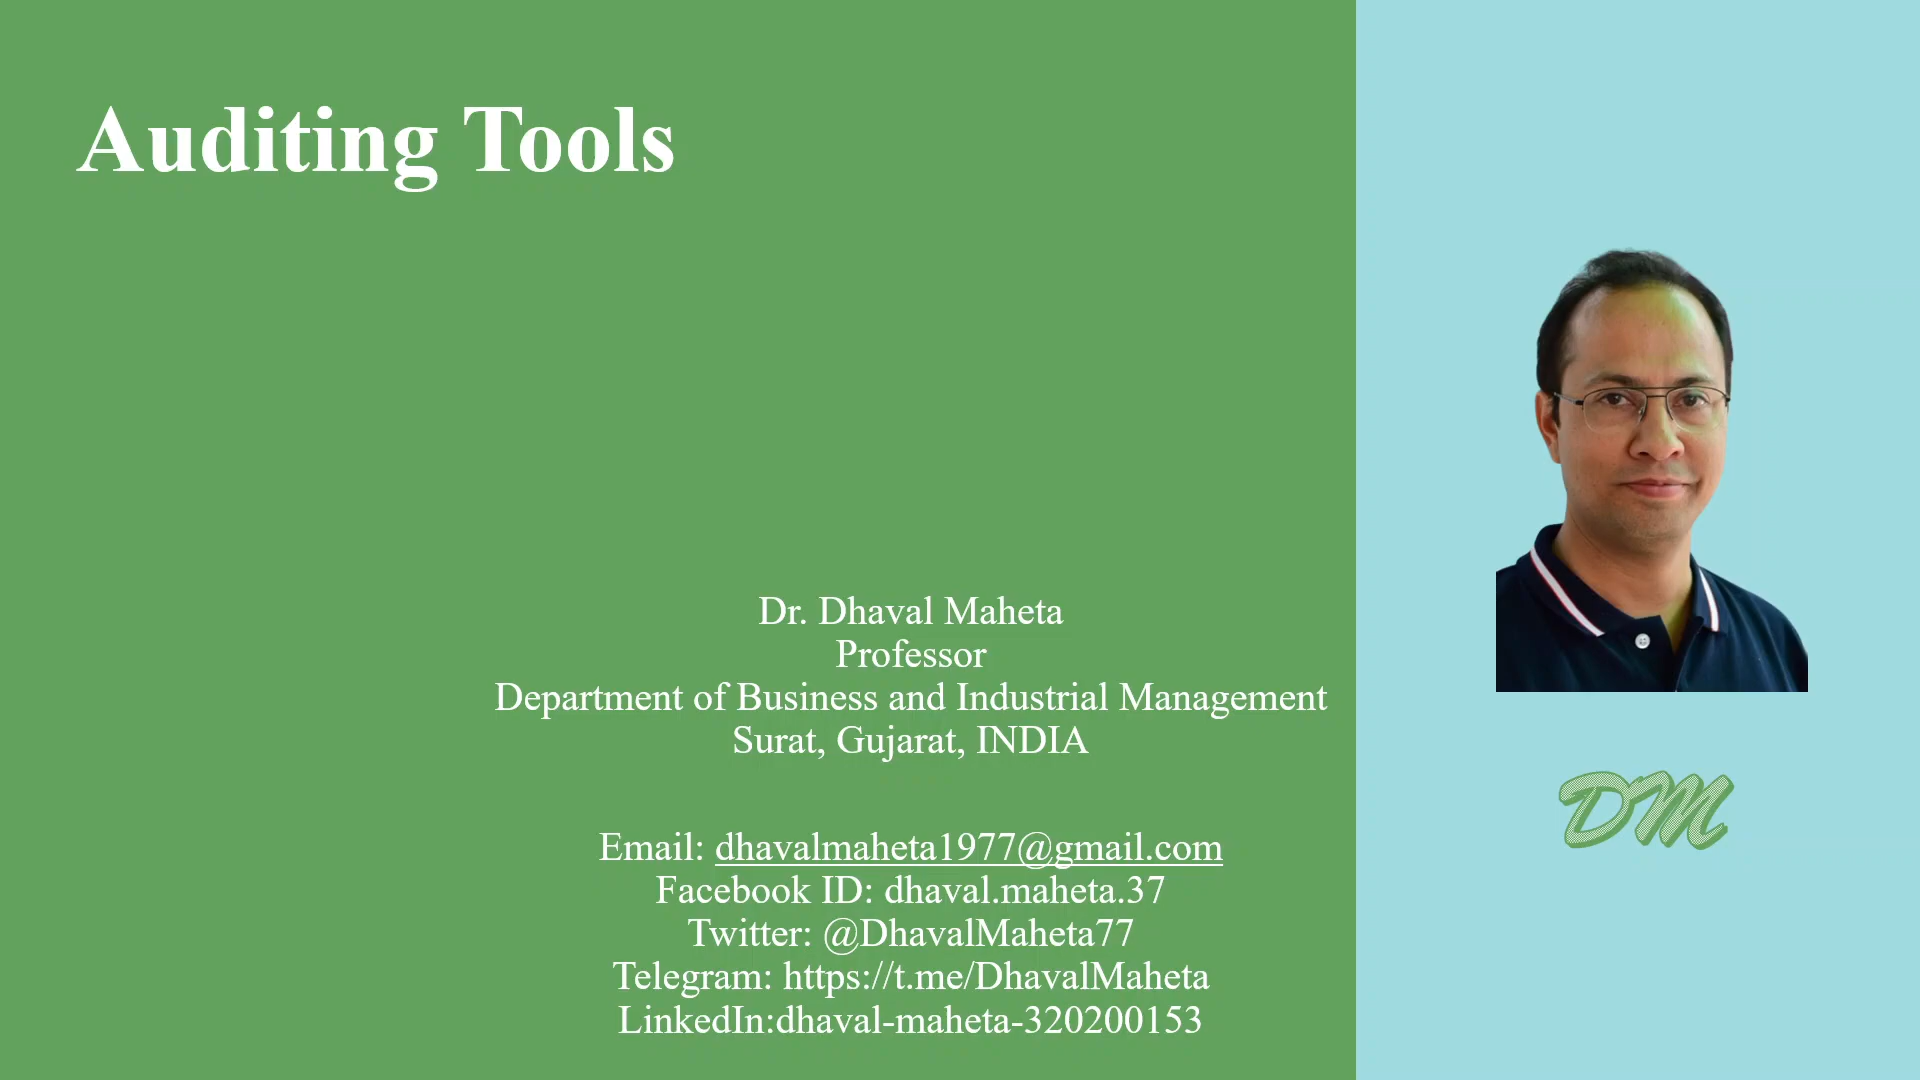 Auditing Tools
Dr. Dhaval Maheta
Professor
Department of Business and Industrial Management
Surat, Gujarat, INDIA
Email: dhavalmaheta1977@gmail.com
Facebook ID: dhaval.maheta.37
Twitter: @DhavalMaheta77
Telegram: https://t.me/DhavalMaheta
LinkedIn:dhaval-maheta-320200153
DM